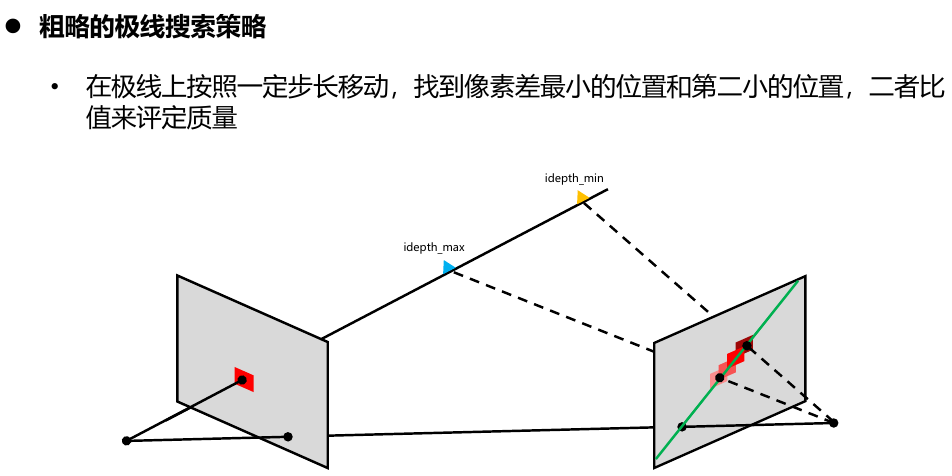 粗略的极线搜索策略
在极线上按照一定步长移动，找到像素差最小的位置和第二小的位置，二者比
值来评定质量
idepth_min
idepth_max